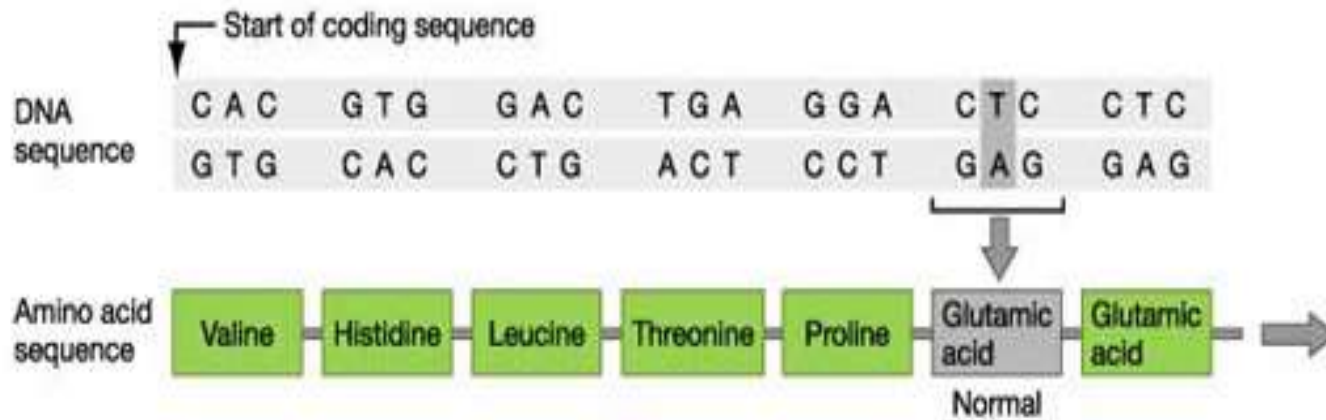 Start of coding sequence
DNA
sequence
C A C G T G G A C T G A G G A C T C C T C
G T G C A C C T G A C T C C T G A G G A G
Amino acid
sequence
Valine Histidine Leucine Threonine Proline Glutamic
acid Glutamic
acid
Normal